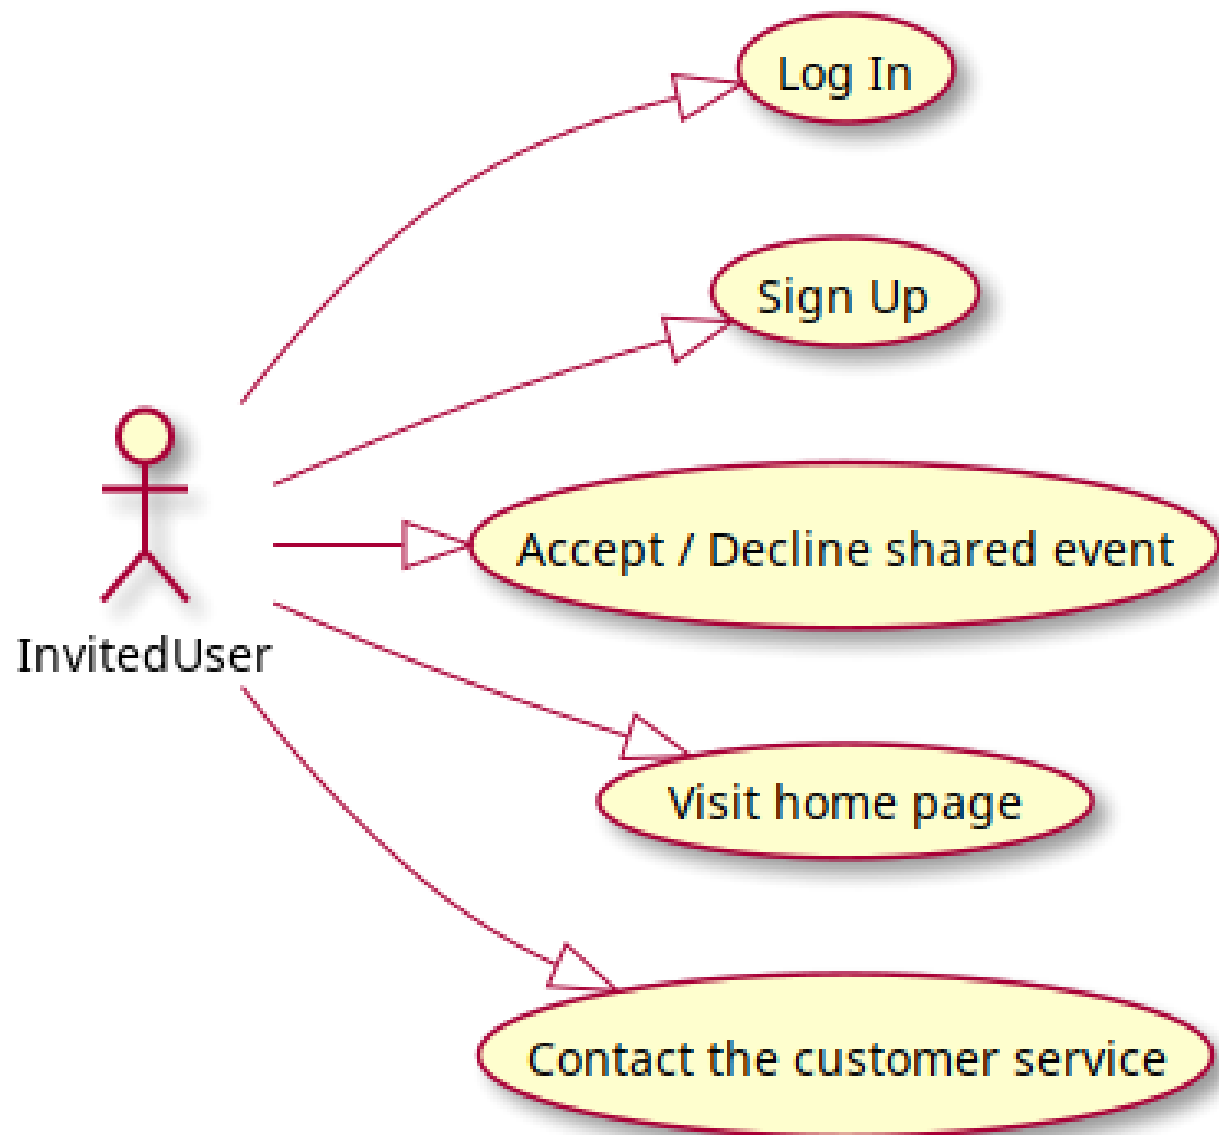 Log In
Sign Up
Accept / Decline shared event
InvitedUser
Visit home page
Contact the customer service